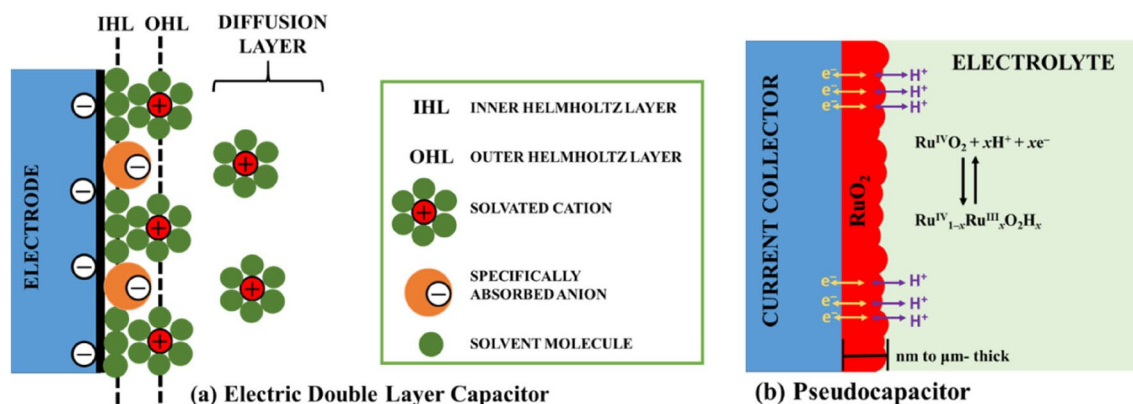 IHL OHL
DIFFUSION
LAYER
ELECTRODE
IHL INNER HELMHOLTZ LAYER
OHL OUTER HELMHOLTZ LAYER
SOLVATED CATION
SPECIFICALLY
ABSORBED ANION
SOLVENT MOLECULE
(a) Electric Double Layer Capacitor
CURRENT COLLECTOR
RuO₂
ELECTROLYTE
e⁻ H⁺
e⁻ H⁺
e⁻ H⁺
RuᴵⱽO₂ + xH⁺ + xe⁻
Ruᴵⱽ₁₋ₓRuᴵᴵᴵₓO₂Hₓ
e⁻ H⁺
e⁻ H⁺
e⁻ H⁺
nm to μm- thick
(b) Pseudocapacitor